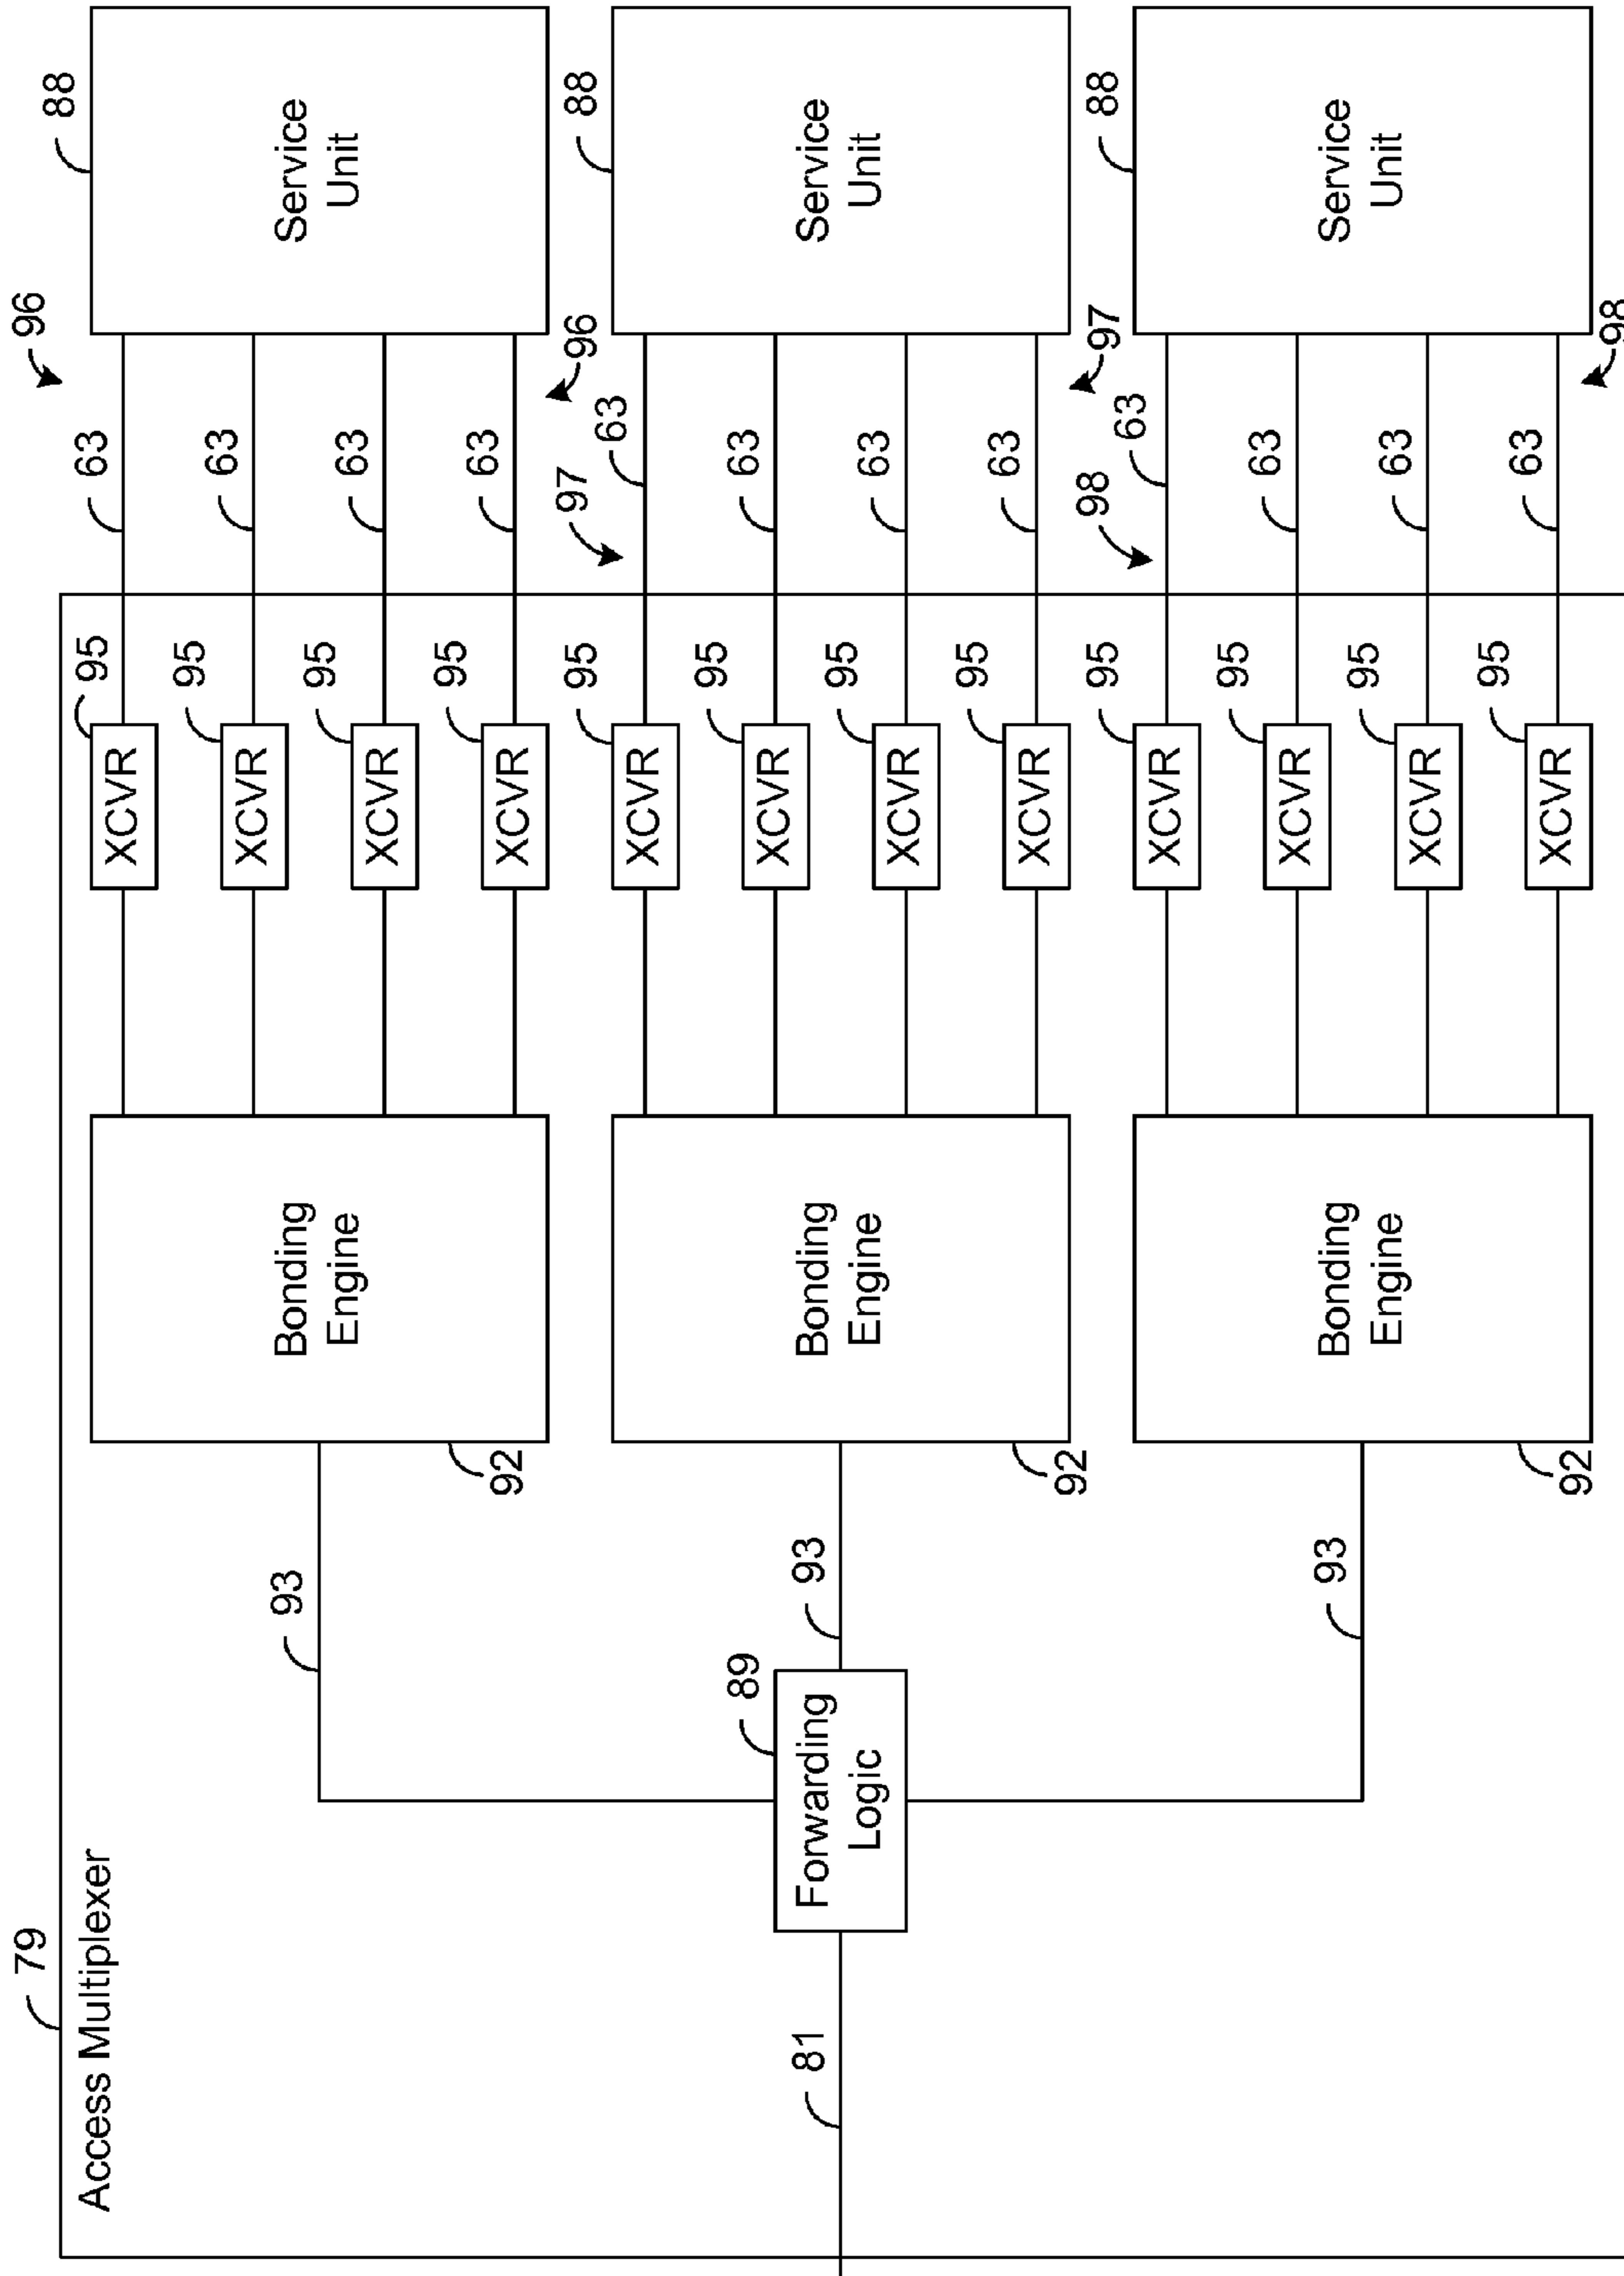 79
96
88
Access Multiplexer
95
63
XCVR
95
63
XCVR
93
Bonding
Engine
Service
Unit
95
63
XCVR
95
63
XCVR
92
96
97
88
95
63
XCVR
89
95
63
XCVR
81
Forwarding
Logic
93
Bonding
Engine
Service
Unit
95
63
XCVR
95
63
XCVR
92
98
97
88
95
63
XCVR
95
63
XCVR
93
Bonding
Engine
Service
Unit
95
63
XCVR
95
63
XCVR
92
98